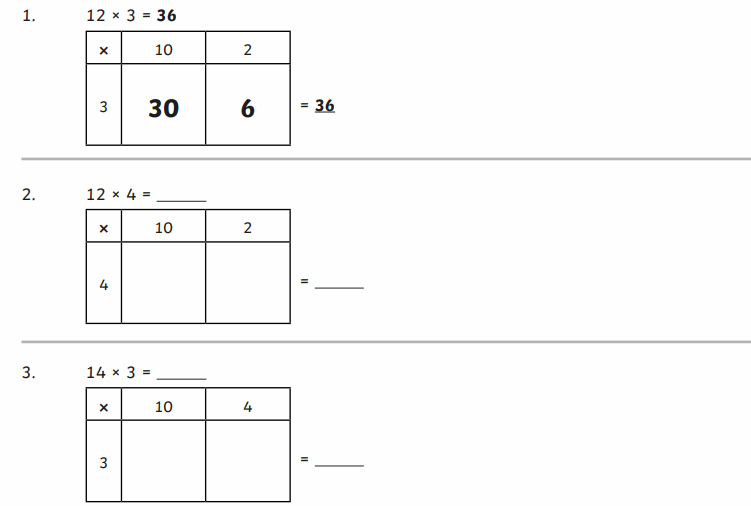 1. 12 × 3 = 36
× 10 2
3 30 6 = 36
2. 12 × 4 = ______
× 10 2
4 = ______
3. 14 × 3 = ______
× 10 4
3 = ______